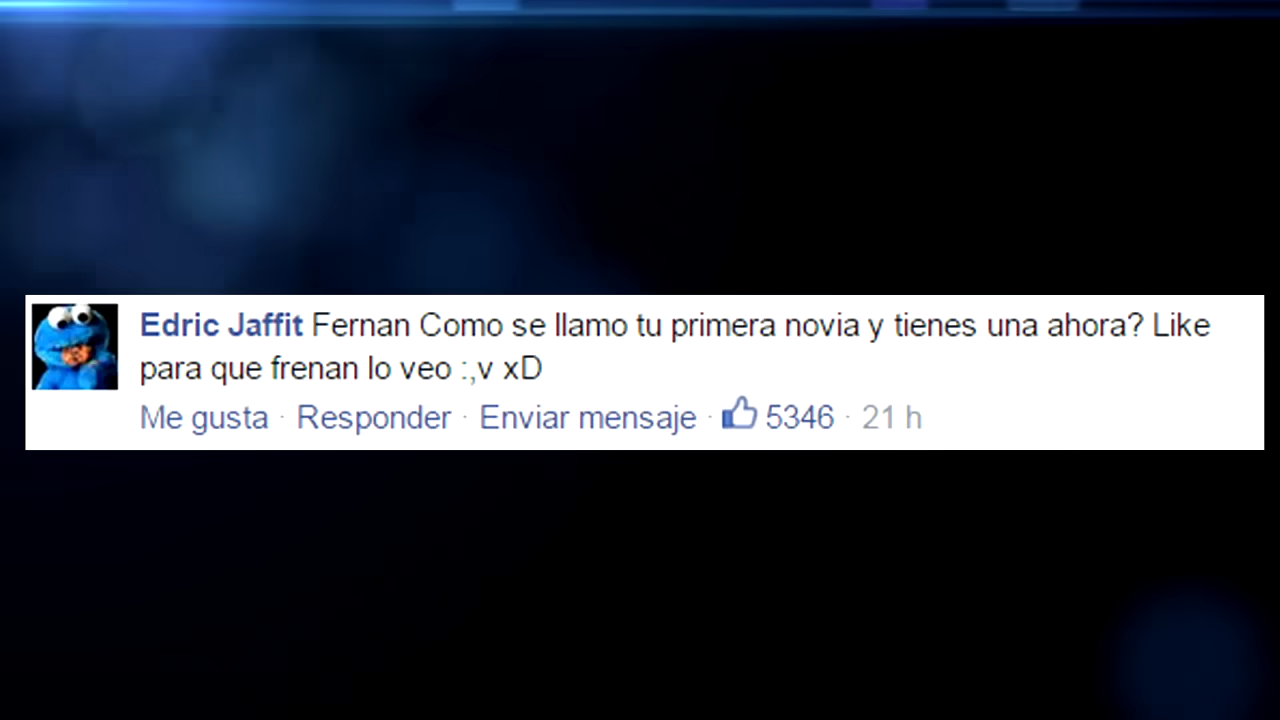 Edric Jaffit Fernan Como se llamo tu primera novia y tienes una ahora? Like
para que frenan lo veo :,v xD
Me gusta · Responder · Enviar mensaje · 5346 · 21 h